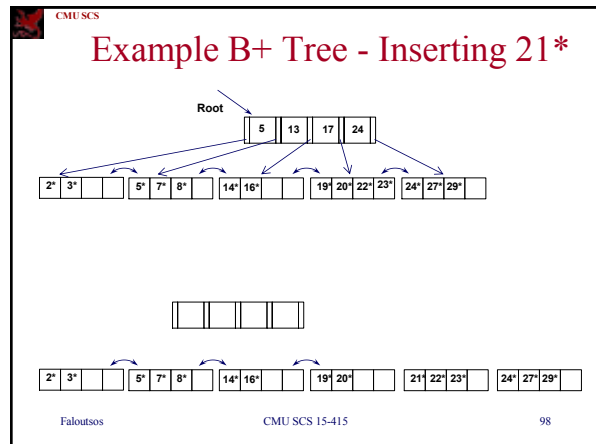 CMU SCS
Example B+ Tree - Inserting 21*
Root
5 13 17 24
2* 3* 5* 7* 8* 14* 16* 19* 20* 22* 23* 24* 27* 29*
2* 3* 5* 7* 8* 14* 16* 19* 20* 21* 22* 23* 24* 27* 29*
Faloutsos CMU SCS 15-415 98